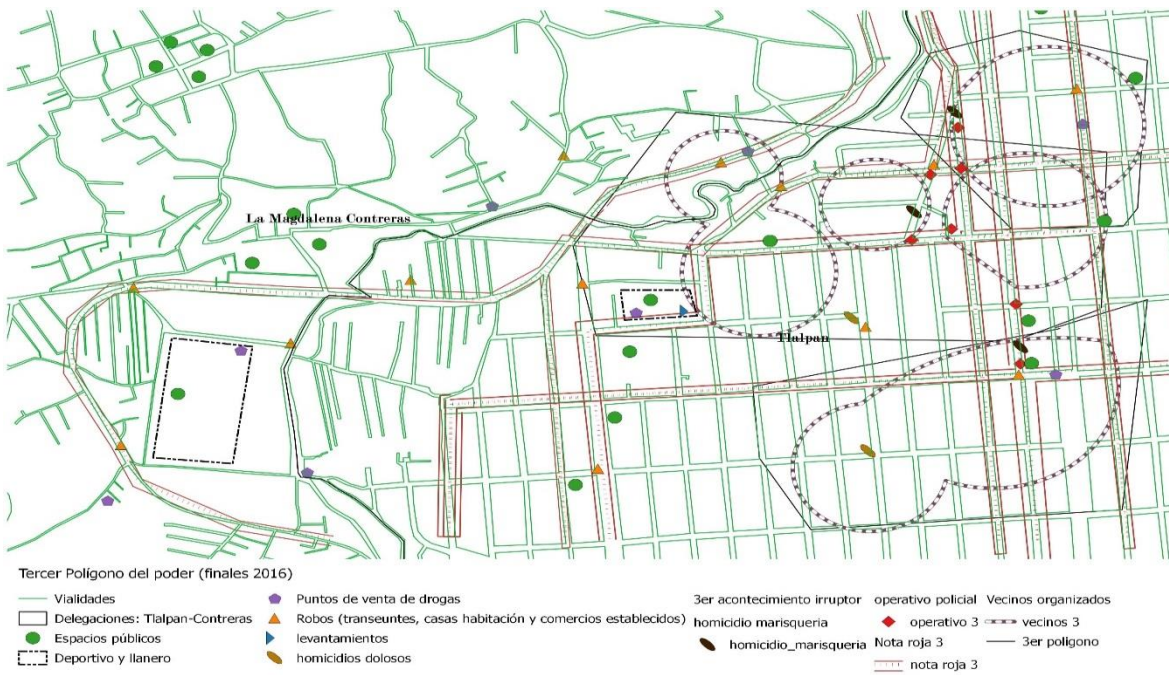 La Magdalena Contreras
Tlalpan
Tercer Polígono del poder (finales 2016)
Vialidades
Delegaciones: Tlalpan-Contreras
Espacios públicos
Deportivo y llanero
Puntos de venta de drogas
Robos (transeuntes, casas habitación y comercios establecidos)
levantamientos
homicidios dolosos
3er acontecimiento irruptor
homicidio marisqueria
homicidio_marisqueria
operativo policial
operativo 3
Nota roja 3
nota roja 3
Vecinos organizados
vecinos 3
3er poligono